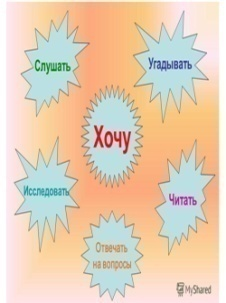 Слушать
Угадывать
Хочу
Исследовать
Читать
Отвечать
на вопросы
MyShared